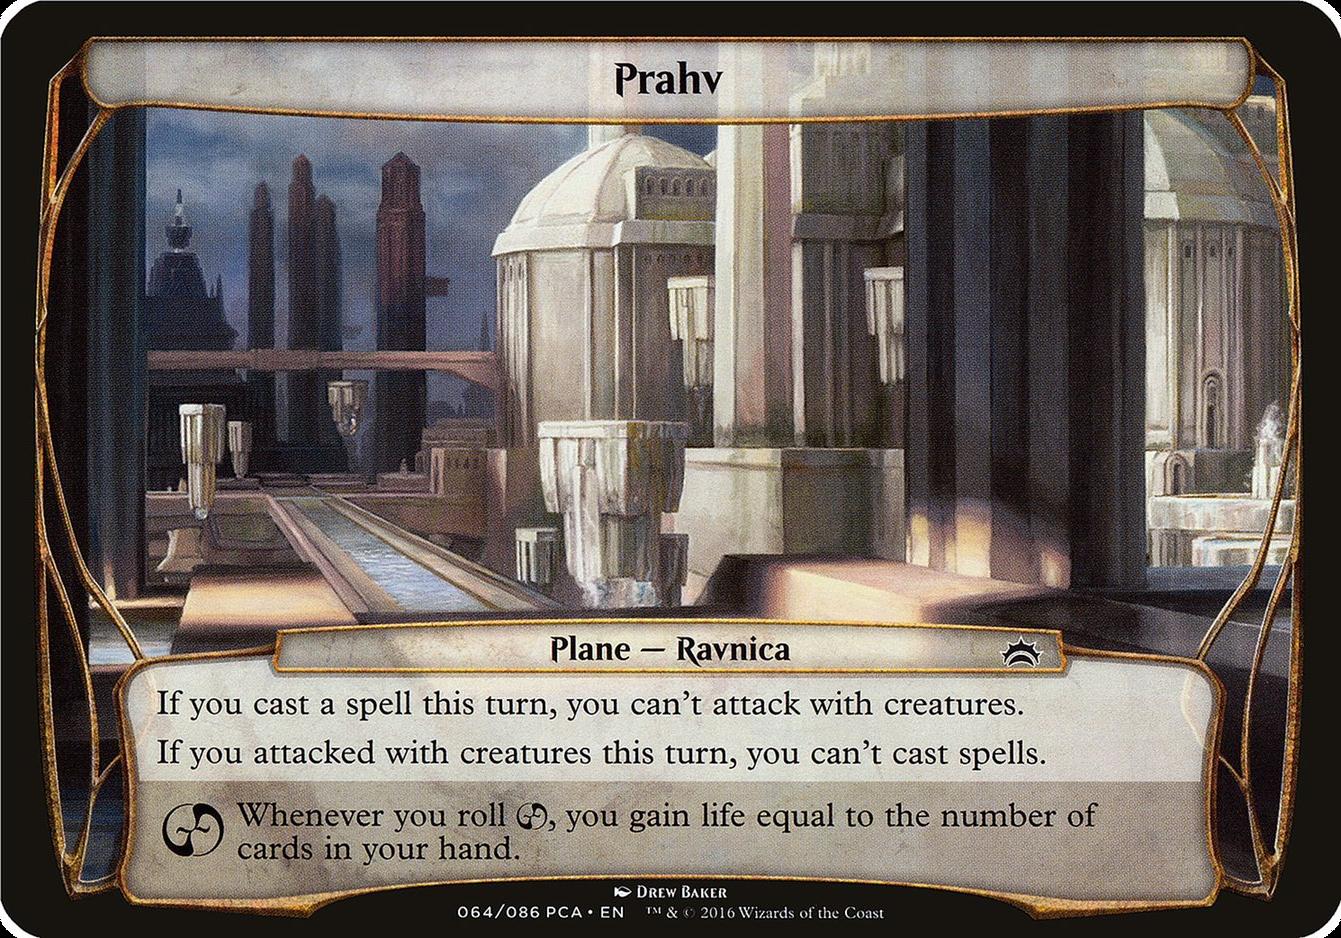 Prahv
Plane — Ravnica
If you cast a spell this turn, you can't attack with creatures.
If you attacked with creatures this turn, you can't cast spells.
Whenever you roll , you gain life equal to the number of
cards in your hand.
Drew Baker
064/086 PCA • EN ™ & © 2016 Wizards of the Coast